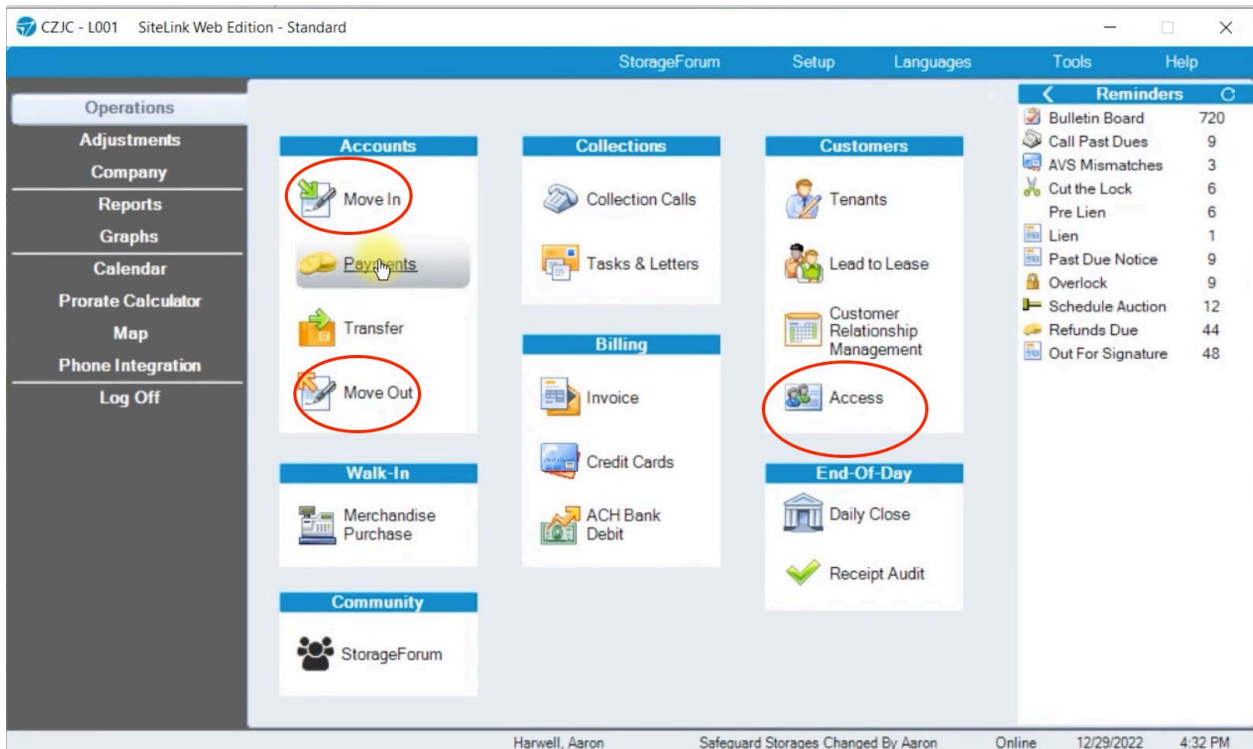 CZJC - L001 SiteLink Web Edition - Standard
StorageForum Setup Languages Tools Help
Operations
Adjustments
Company
Reports
Graphs
Calendar
Prorate Calculator
Map
Phone Integration
Log Off
Accounts
Move In
Payments
Transfer
Move Out
Walk-In
Merchandise
Purchase
Community
StorageForum
Collections
Collection Calls
Tasks & Letters
Billing
Invoice
Credit Cards
ACH Bank
Debit
Customers
Tenants
Lead to Lease
Customer
Relationship
Management
Access
End-Of-Day
Daily Close
Receipt Audit
Reminders
Bulletin Board 720
Call Past Dues 9
AVS Mismatches 3
Cut the Lock 6
Pre Lien 6
Lien 1
Past Due Notice 9
Overlock 9
Schedule Auction 12
Refunds Due 44
Out For Signature 48
Harwell, Aaron Safeguard Storages Changed By Aaron Online 12/29/2022 4:32 PM